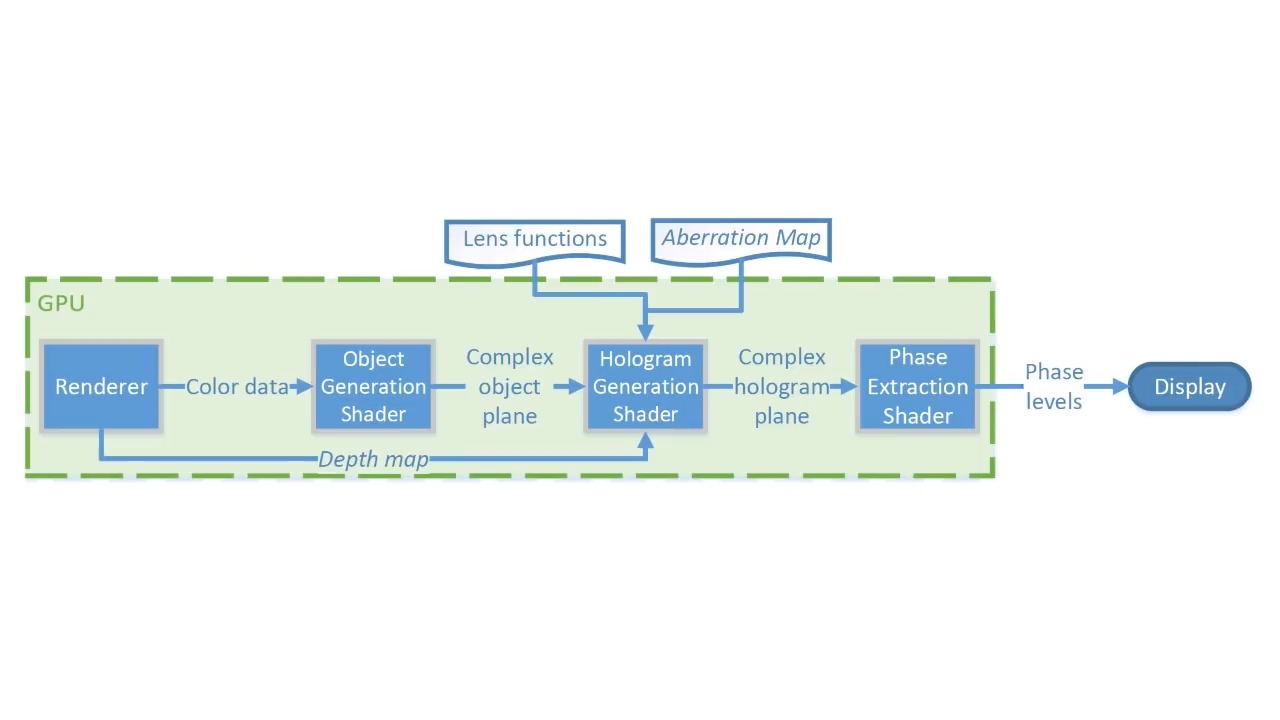 Lens functions
Aberration Map
GPU
Renderer
Color data
Object
Generation
Shader
Complex
object
plane
Hologram
Generation
Shader
Complex
hologram
plane
Phase
Extraction
Shader
Phase
levels
Display
Depth map